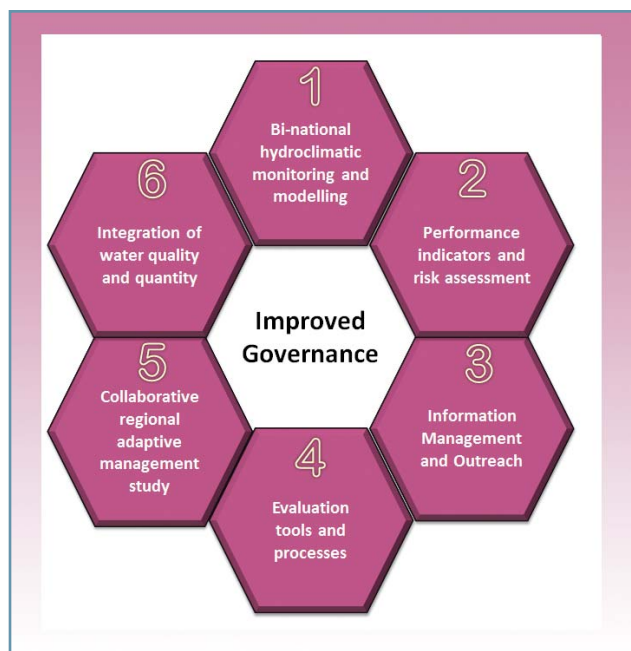 1
Bi-national
hydroclimatic
monitoring and
modelling
2
Performance
indicators and
risk assessment
3
Information
Management
and Outreach
4
Evaluation
tools and
processes
5
Collaborative
regional
adaptive
management
study
6
Integration of
water quality
and quantity
Improved
Governance